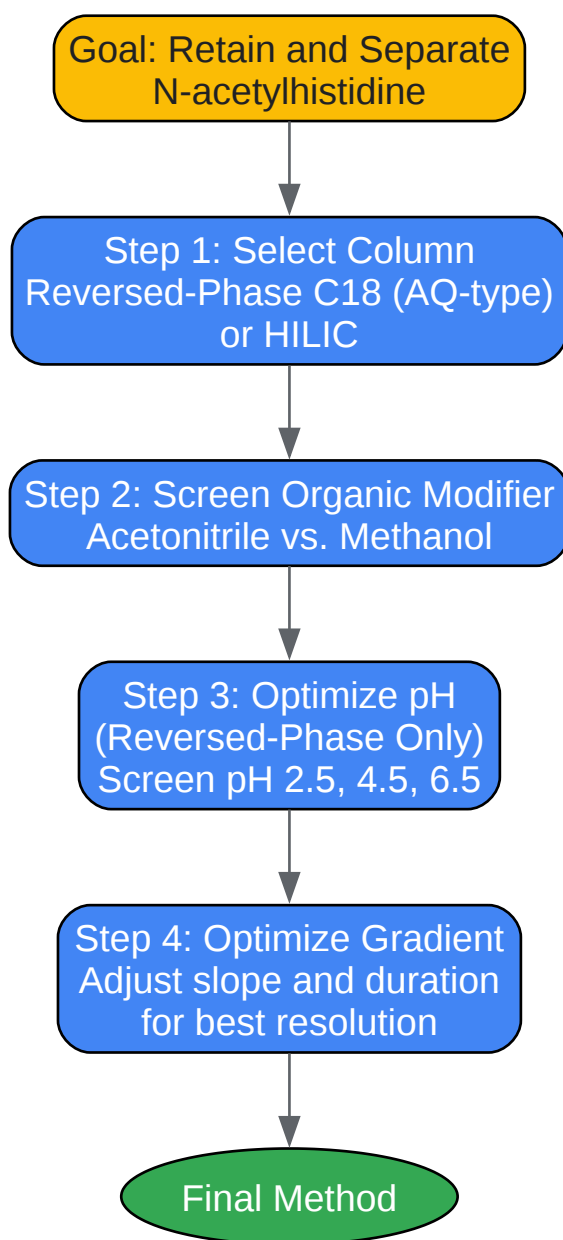 Goal: Retain and Separate
N-acetylhistidine
Step 1: Select Column
Reversed-Phase C18 (AQ-type)
or HILIC
Step 2: Screen Organic Modifier
Acetonitrile vs. Methanol
Step 3: Optimize pH
(Reversed-Phase Only)
Screen pH 2.5, 4.5, 6.5
Step 4: Optimize Gradient
Adjust slope and duration
for best resolution
Final Method